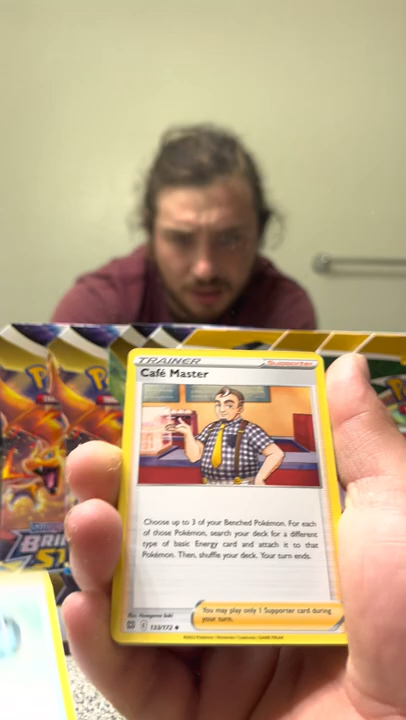 TRAINER
Supporter
Café Master
Choose up to 3 of your Benched Pokémon. For each
of those Pokémon, search your deck for a different
type of basic Energy card and attach it to that
Pokémon. Then, shuffle your deck. Your turn ends.
133/172
You may play only 1 Supporter card during
your turn.